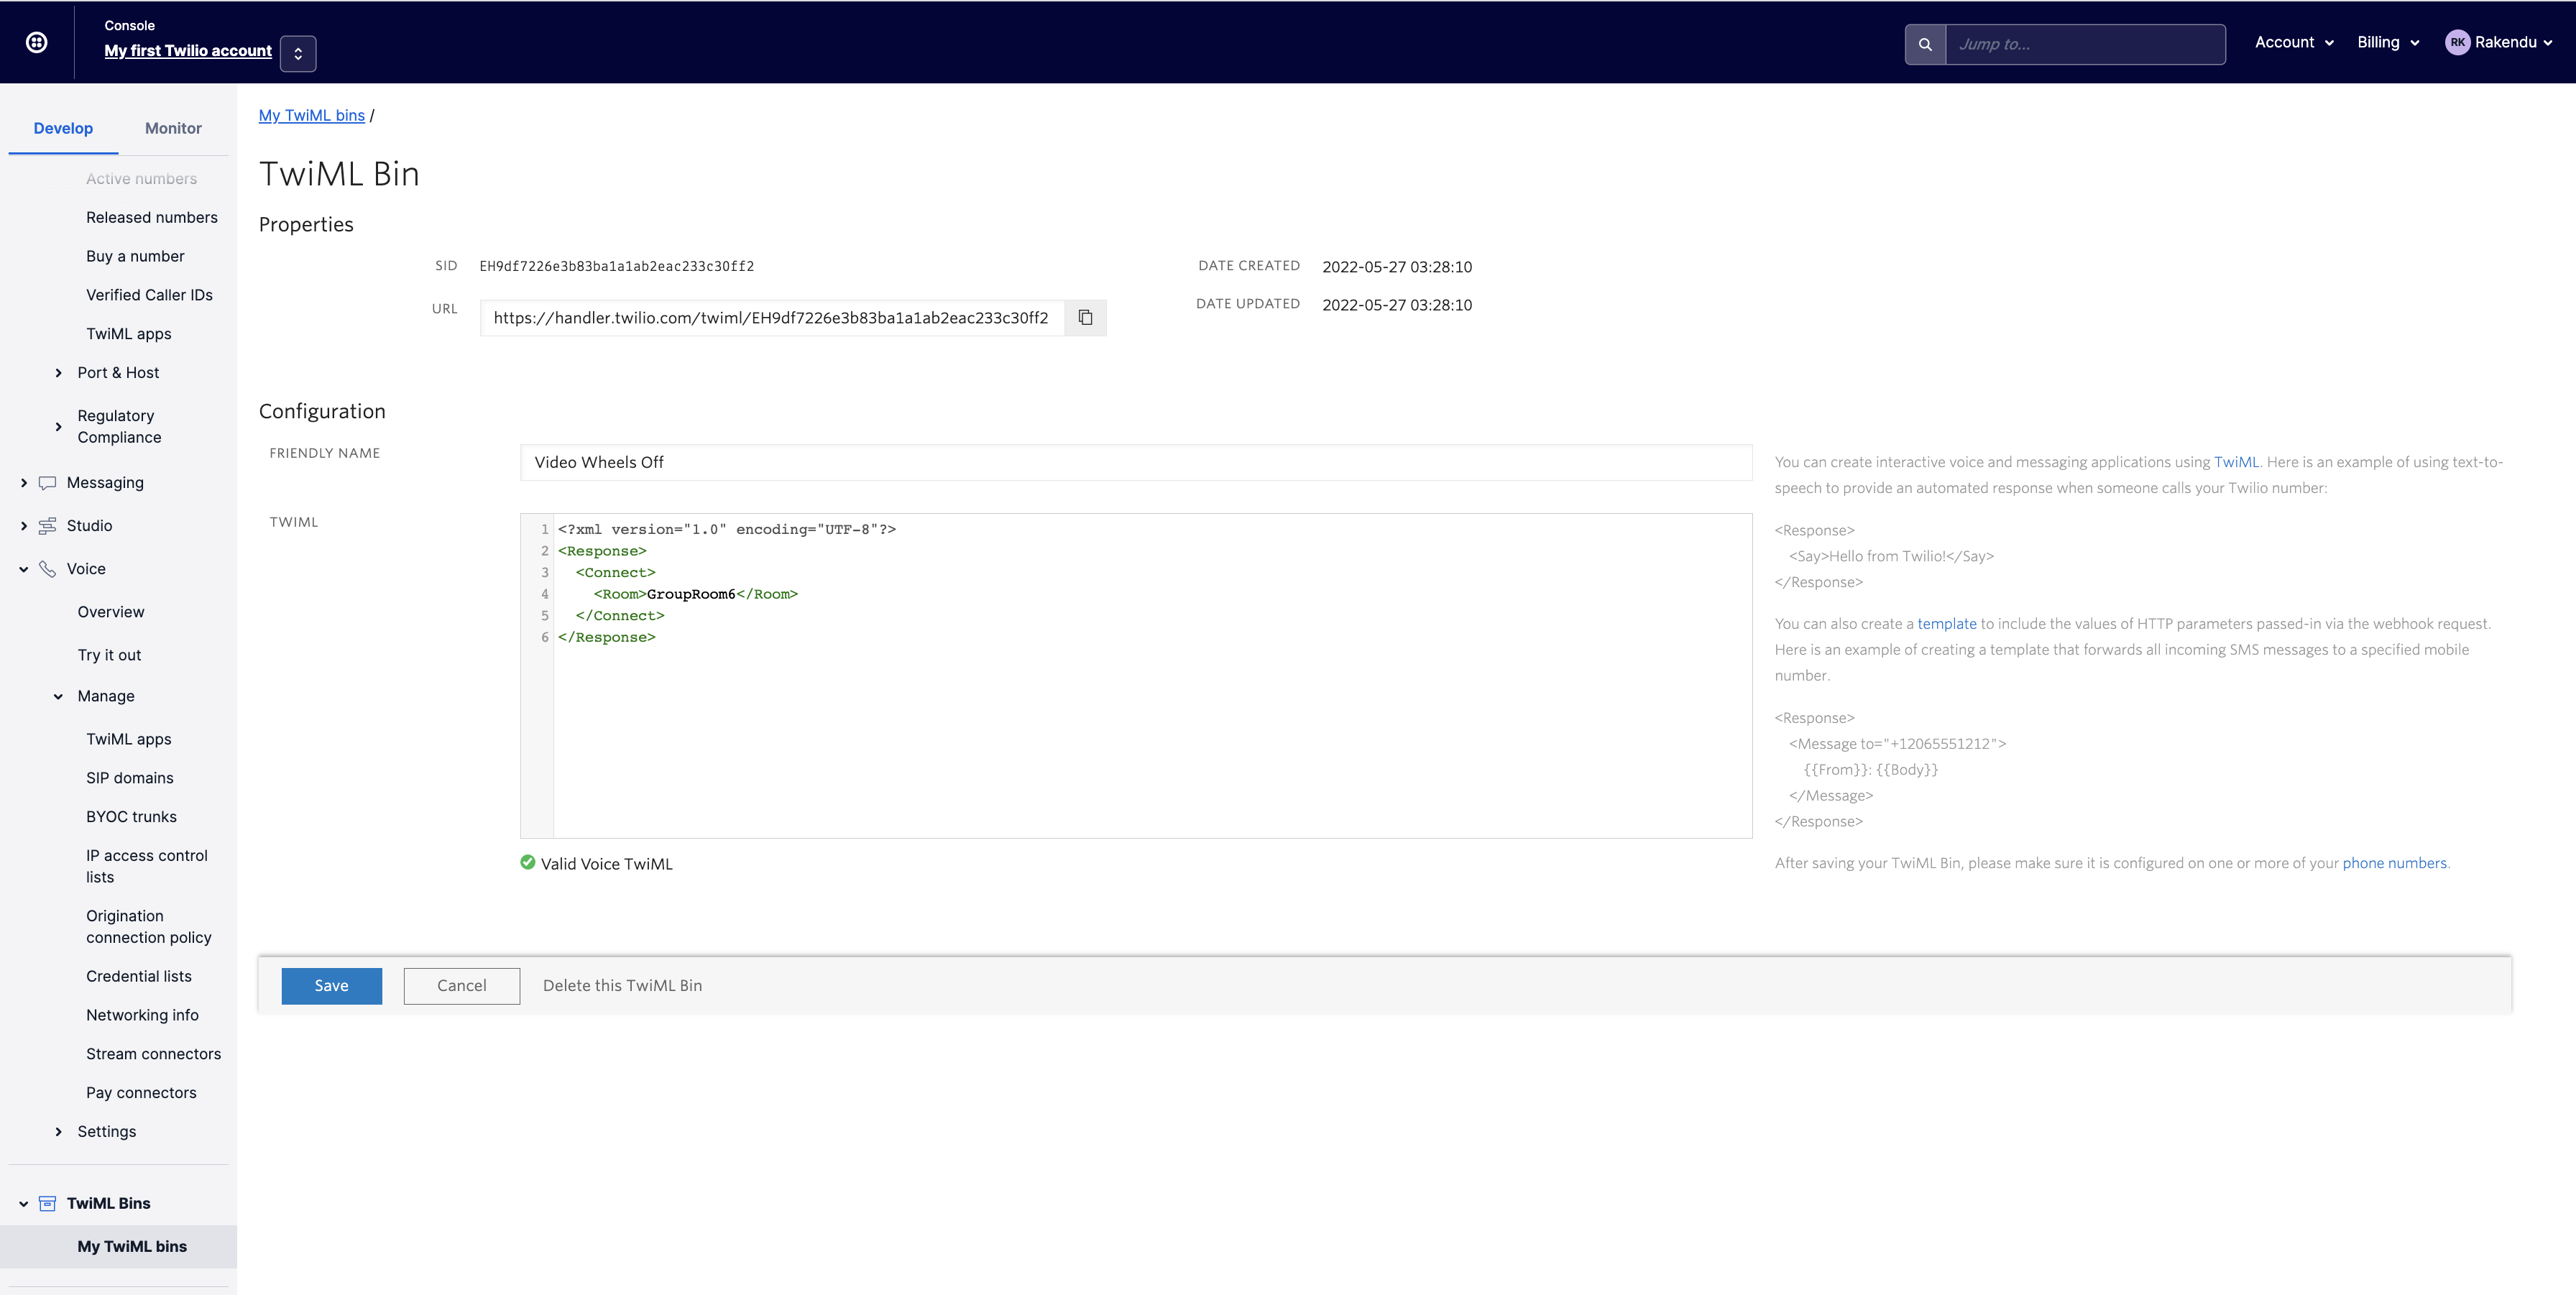 Console
My first Twilio account
Jump to...
Account
Billing
RK
Rakendu
Develop
Monitor
Active numbers
Released numbers
Buy a number
Verified Caller IDs
TwiML apps
Port & Host
Regulatory
Compliance
Messaging
Studio
Voice
Overview
Try it out
Manage
TwiML apps
SIP domains
BYOC trunks
IP access control
lists
Origination
connection policy
Credential lists
Networking info
Stream connectors
Pay connectors
Settings
TwiML Bins
My TwiML bins
My TwiML bins /
TwiML Bin
Properties
SID EH9df7226e3b83ba1a1ab2eac233c30ff2
URL https://handler.twilio.com/twiml/EH9df7226e3b83ba1a1ab2eac233c30ff2
DATE CREATED 2022-05-27 03:28:10
DATE UPDATED 2022-05-27 03:28:10
Configuration
FRIENDLY NAME
Video Wheels Off
TWIML
1 <?xml version="1.0" encoding="UTF-8"?>
2 <Response>
3 <Connect>
4 <Room>GroupRoom6</Room>
5 </Connect>
6 </Response>
Valid Voice TwiML
You can create interactive voice and messaging applications using TwiML. Here is an example of using text-to-
speech to provide an automated response when someone calls your Twilio number:
<Response>
<Say>Hello from Twilio!</Say>
</Response>
You can also create a template to include the values of HTTP parameters passed-in via the webhook request.
Here is an example of creating a template that forwards all incoming SMS messages to a specified mobile
number.
<Response>
<Message to="+12065551212">
{{From}}: {{Body}}
</Message>
</Response>
After saving your TwiML Bin, please make sure it is configured on one or more of your phone numbers.
Save
Cancel
Delete this TwiML Bin